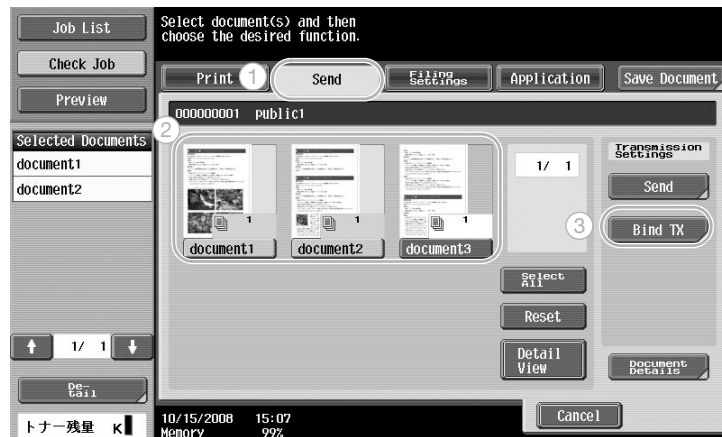 Job List
Check Job
Preview
Selected Documents
document1
document2
1/ 1
De-
tail
トナー残量 K
Select document(s) and then
choose the desired function.
Print
1
Send
Filing
Settings
Application
Save Document
000000001 public1
2
1
document1
1
document2
1
document3
1/ 1
Select
All
Reset
Detail
View
Transmission
Settings
Send
3
Bind TX
Document
Details
Cancel
10/15/2008 15:07
Memory 99%